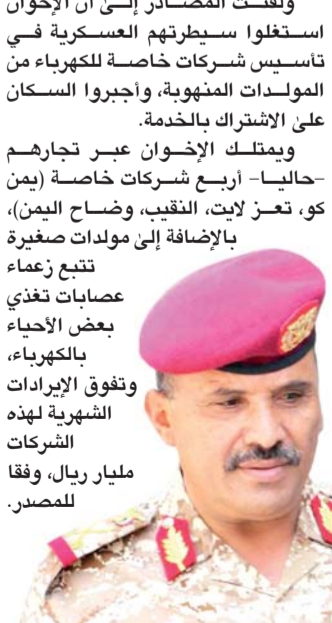 ولفتت المصادر إلى أن الإخوان
استغلوا سيطرتهم العسكرية في
تأسيس شركات خاصة للكهرباء من
المولدات المنهوبة، وأجبروا السكان
على الاشتراك بالخدمة.
ويمتلك الإخوان عبر تجارهم
-حاليا- أربع شركات خاصة (يمن
كو، تعز لايت، النقيب، وضاح اليمن)،
بالإضافة إلى مولدات صغيرة
تتبع زعماء
عصابات تغذي
بعض الأحياء
بالكهرباء،
وتفوق الإيرادات
الشهرية لهذه
الشركات
مليار ريال، وفقا
للمصدر.